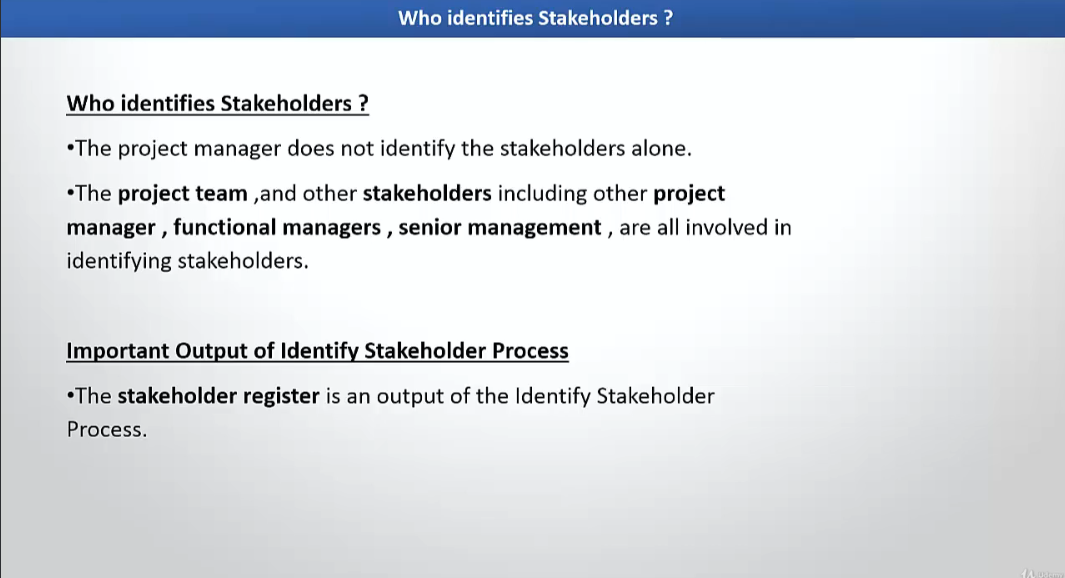 Who identifies Stakeholders ?
Who identifies Stakeholders ?
•The project manager does not identify the stakeholders alone.
•The project team ,and other stakeholders including other project
manager , functional managers , senior management , are all involved in
identifying stakeholders.
Important Output of Identify Stakeholder Process
•The stakeholder register is an output of the Identify Stakeholder
Process.